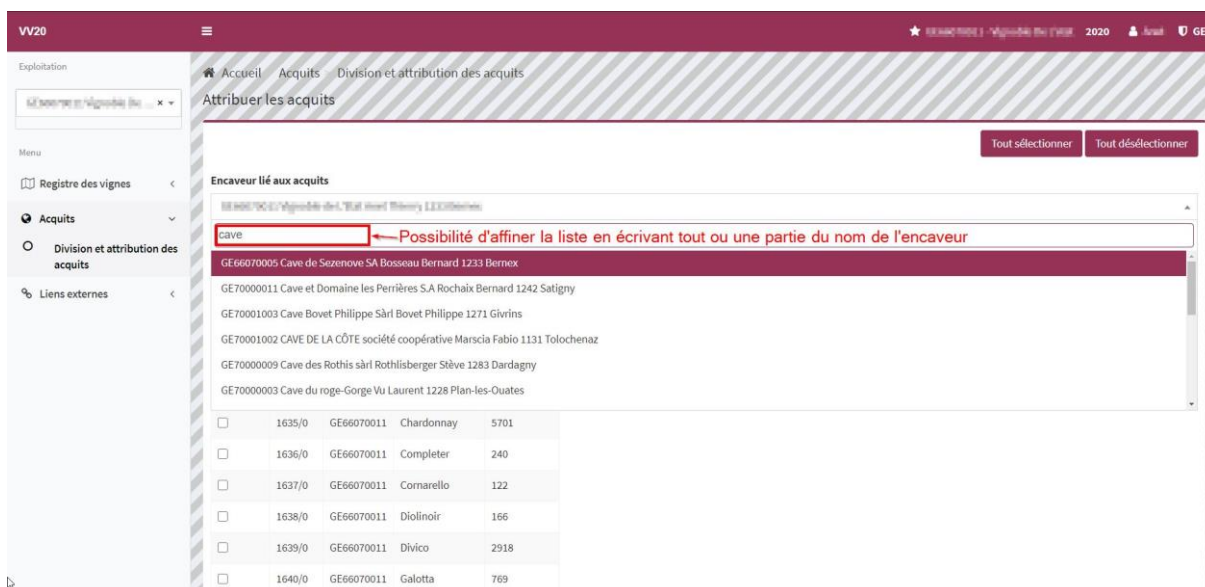 VV20
2020
GE
Exploitation
Accueil Acquits Division et attribution des acquits
Attribuer les acquits
Menu
Tout sélectionner Tout désélectionner
Registre des vignes
Encaveur lié aux acquits
Acquits
cave
Possibilité d'affiner la liste en écrivant tout ou une partie du nom de l'encaveur
Division et attribution des
acquits
GE66070005 Cave de Sezenove SA Bosseau Bernard 1233 Bernex
Liens externes
GE70000011 Cave et Domaine les Perrières S.A Rochaix Bernard 1242 Satigny
GE70001003 Cave Bovet Philippe Sàrl Bovet Philippe 1271 Givrins
GE70001002 CAVE DE LA CÔTE société coopérative Marscia Fabio 1131 Tolochenaz
GE70000009 Cave des Rothis sàrl Rothlisberger Stève 1283 Dardagny
GE70000003 Cave du roge-Gorge Vu Laurent 1228 Plan-les-Ouates
1635/0 GE66070011 Chardonnay 5701
1636/0 GE66070011 Completer 240
1637/0 GE66070011 Cornarello 122
1638/0 GE66070011 Diolinoir 166
1639/0 GE66070011 Divico 2918
1640/0 GE66070011 Galotta 769